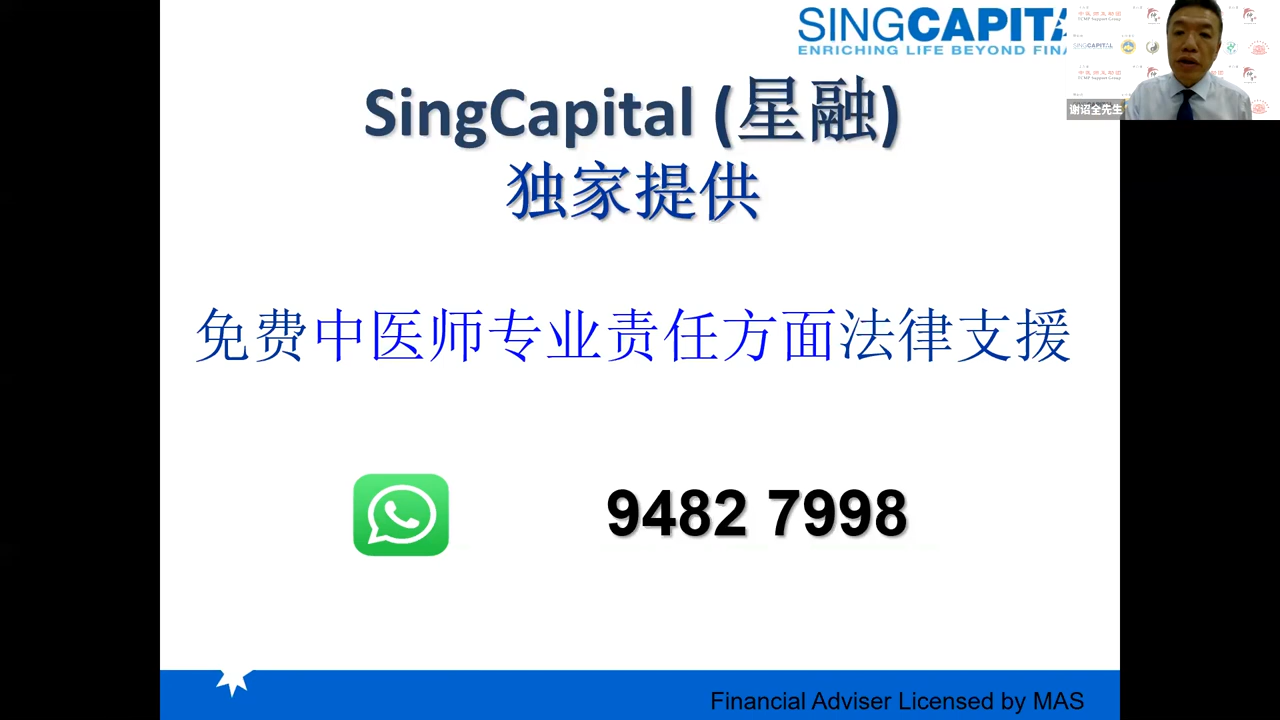 SINGCAPITA
ENRICHING LIFE BEYOND FINA
SingCapital (星融)
独家提供
免费中医师专业责任方面法律支援
9482 7998
Financial Adviser Licensed by MAS
谢诏全先生
SINGCAPITAL